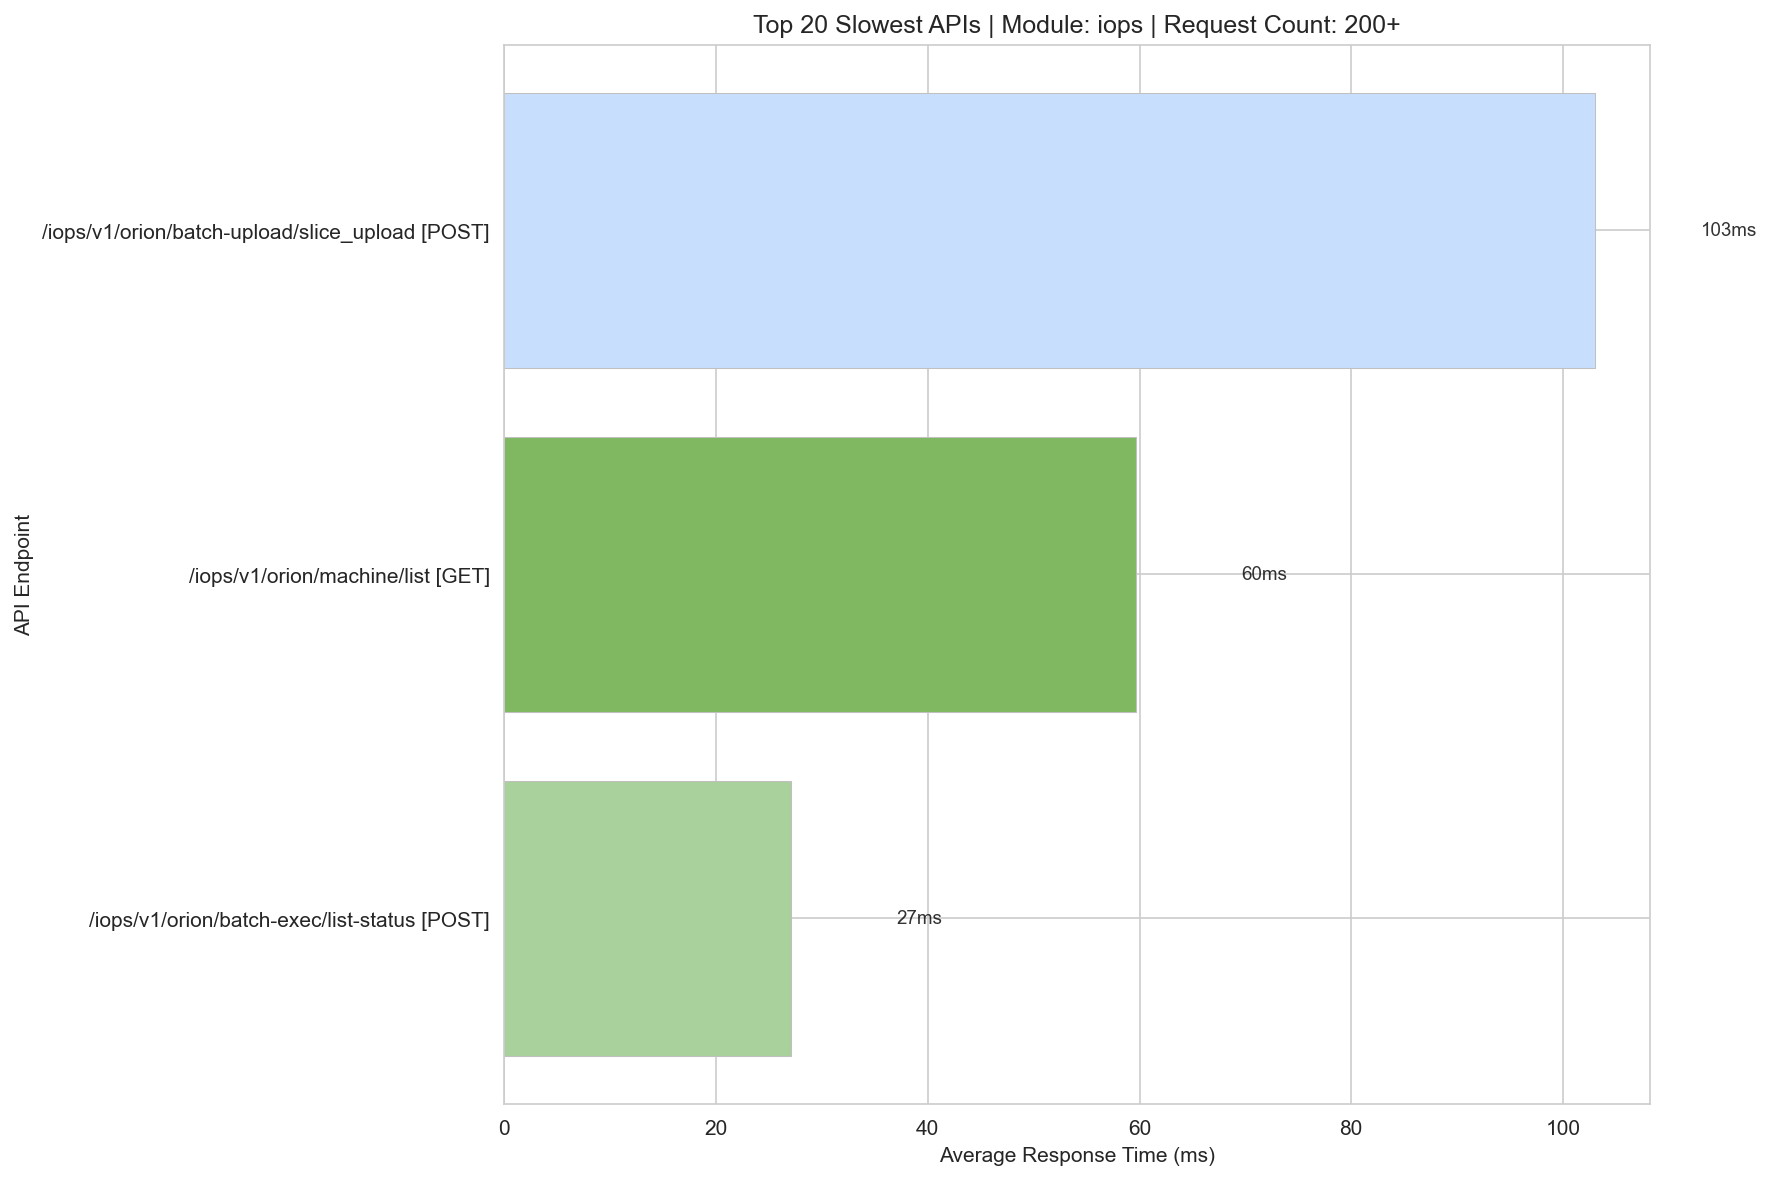 Top 20 Slowest APIs | Module: iops | Request Count: 200+
/iops/v1/orion/batch-upload/slice_upload [POST]
103ms
/iops/v1/orion/machine/list [GET]
60ms
/iops/v1/orion/batch-exec/list-status [POST]
27ms
API Endpoint
0 20 40 60 80 100
Average Response Time (ms)